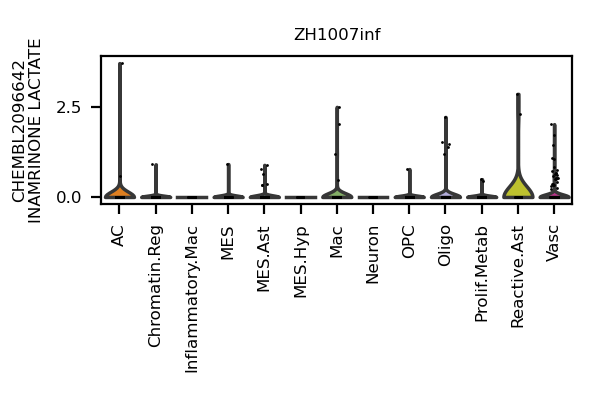 ZH1007inf
CHEMBL2096642
INAMRINONE LACTATE
2.5
0.0
AC
Chromatin.Reg
Inflammatory.Mac
MES
MES.Ast
MES.Hyp
Mac
Neuron
OPC
Oligo
Prolif.Metab
Reactive.Ast
Vasc